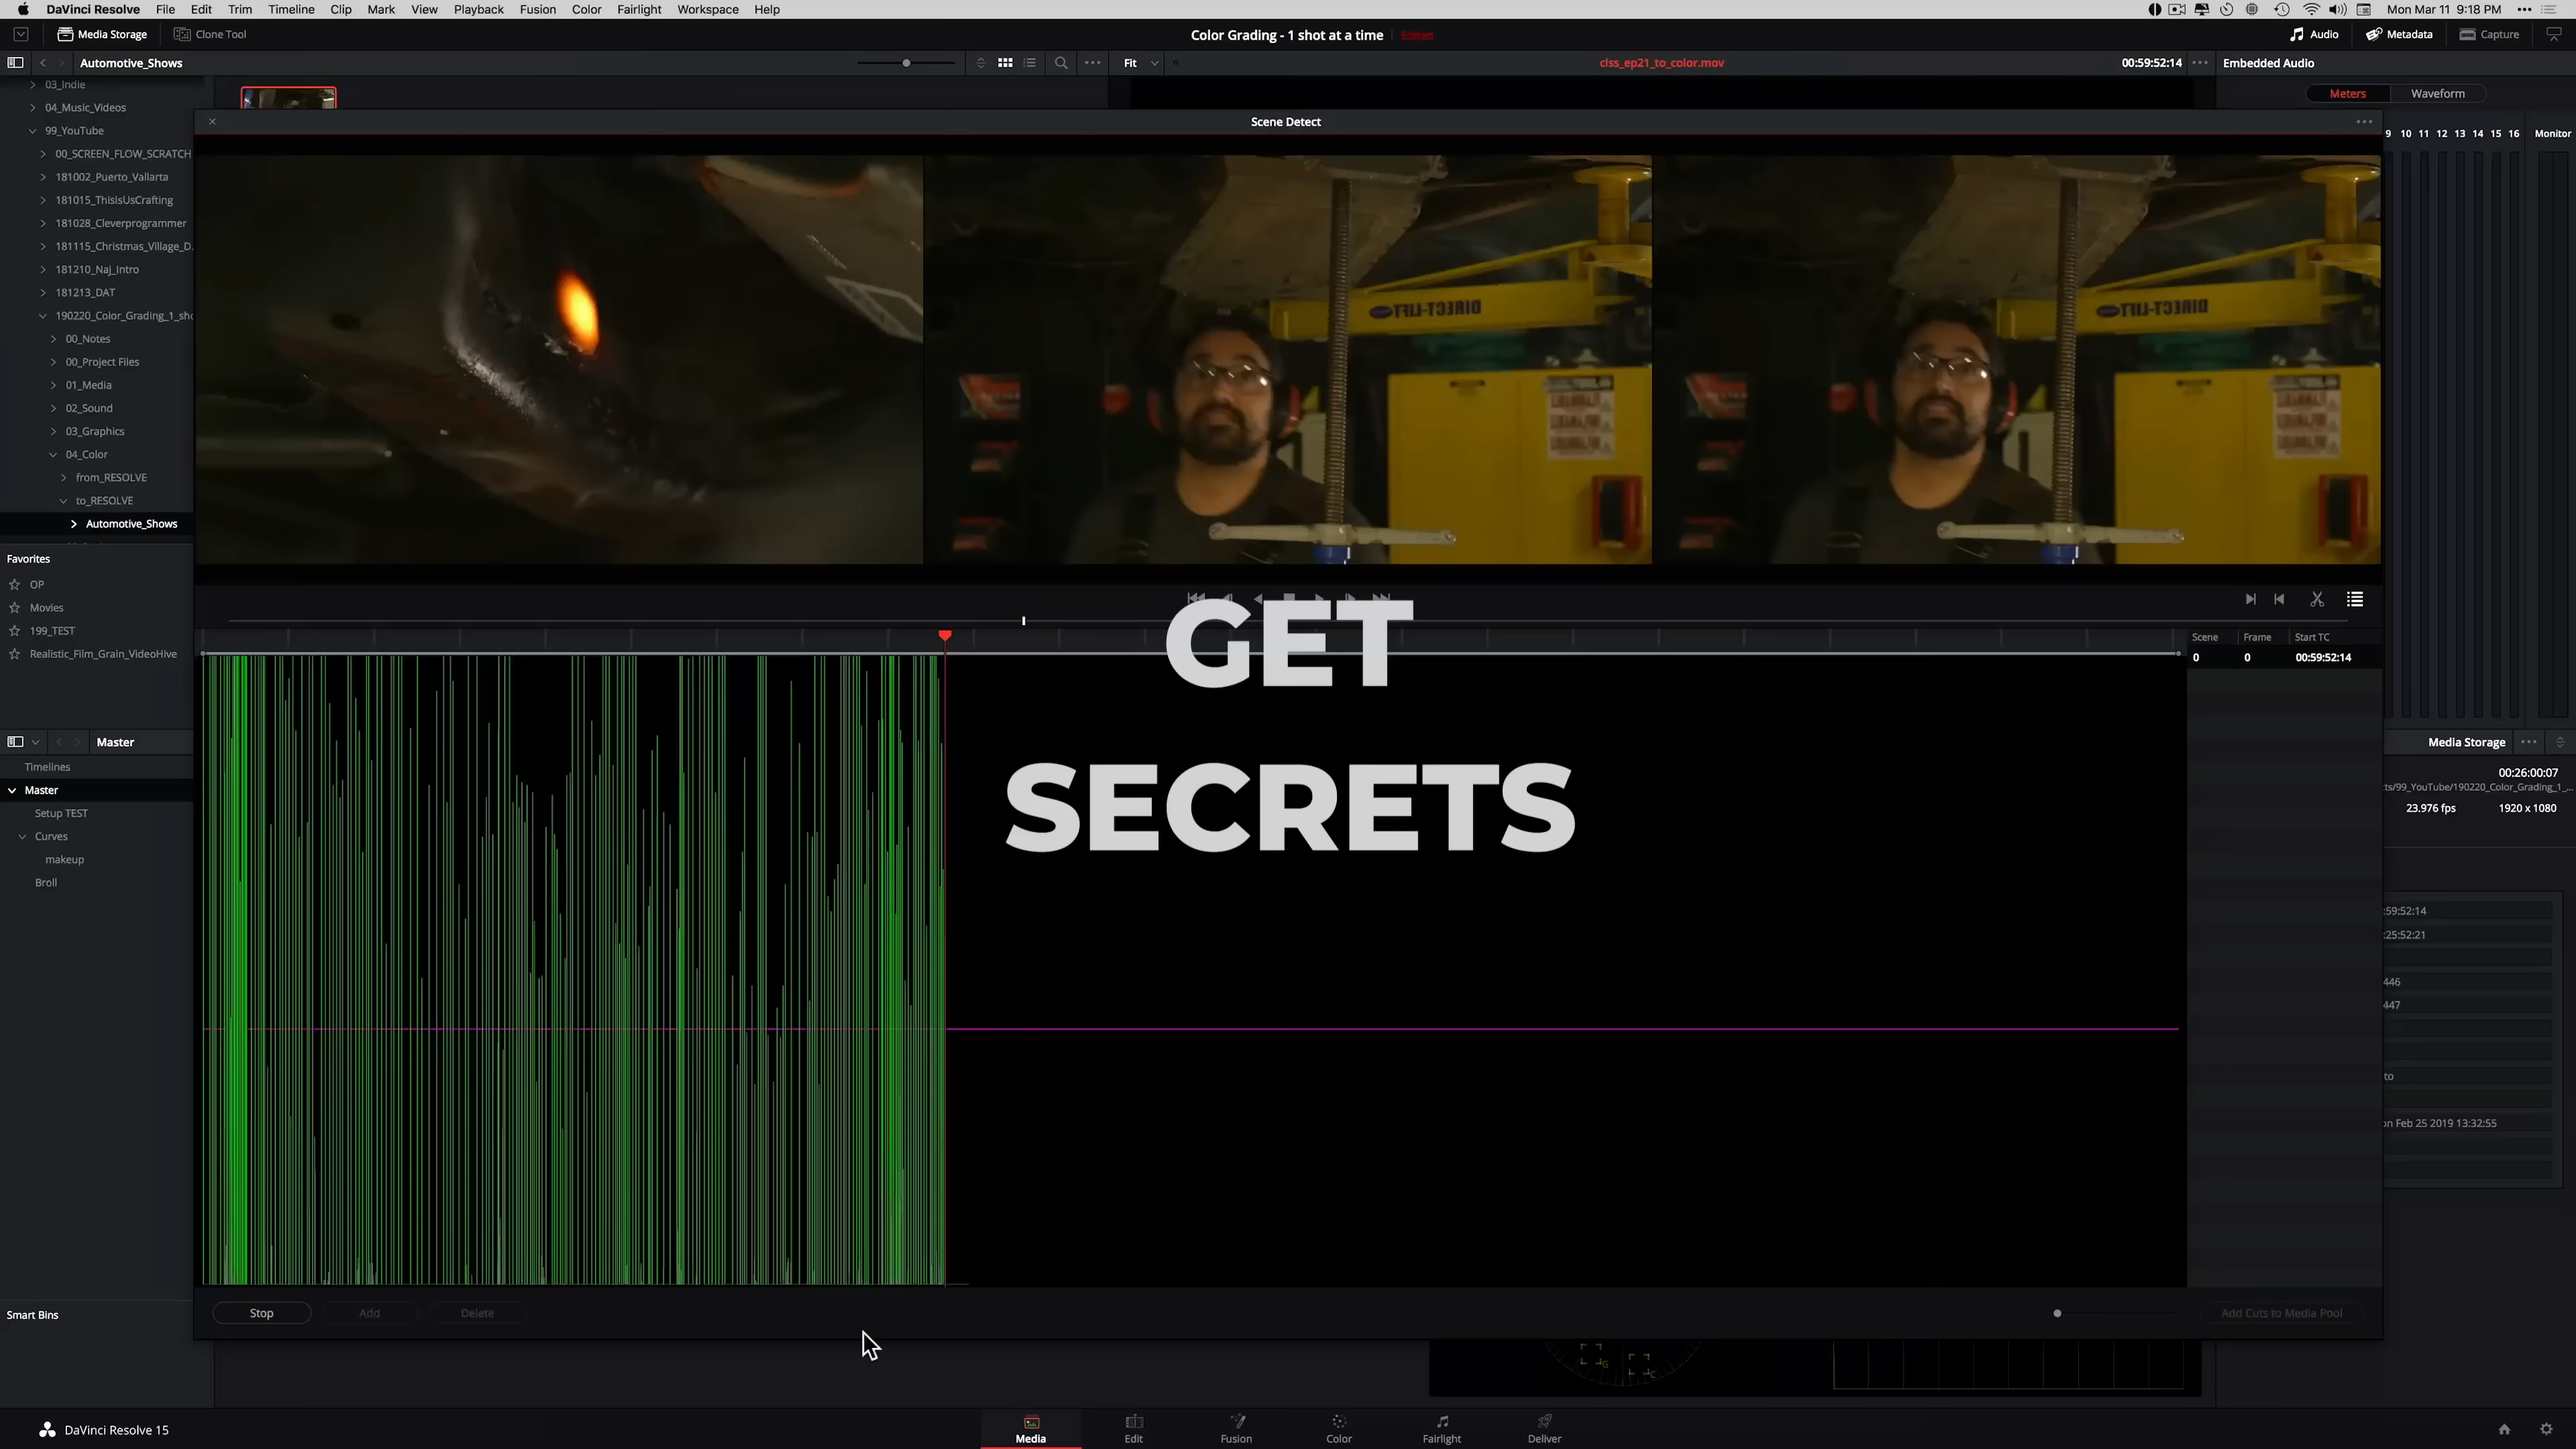 DaVinci Resolve File Edit Trim Timeline Clip Mark View Playback Fusion Color Fairlight Workspace Help Mon Mar 11 9:18 PM
Media Storage Clone Tool Color Grading - 1 shot at a time Edited Audio Metadata Capture
Automotive_Shows Fit clss_ep21_to_color.mov 00:59:52:14 Embedded Audio
Meters Waveform
03_Indie
04_Music_Videos
99_YouTube
00_SCREEN_FLOW_SCRATCH
181002_Puerto_Vallarta
181015_ThisIsUsCrafting
181028_Cleverprogrammer
181115_Christmas_Village_D.
181210_Naj_Intro
181213_DAT
190220_Color_Grading_1_sho
00_Notes
00_Project Files
01_Media
02_Sound
03_Graphics
04_Color
from_RESOLVE
to_RESOLVE
Automotive_Shows
Favorites
OP
Movies
199_TEST
Realistic_Film_Grain_VideoHive
Master
Timelines
Master
Setup TEST
Curves
makeup
Broll
Smart Bins
Scene Detect
9 10 11 12 13 14 15 16 Monitor
DIRECT-LIFT
DIRECT-LIFT
GET
SECRETS
Scene Frame Start TC
0 0 00:59:52:14
Stop Add Delete Add Cuts to Media Pool
Media Storage
00:26:00:07
ts/99_YouTube/190220_Color_Grading_1_...
23.976 fps 1920 x 1080
:59:52:14
:25:52:21
446
447
to
on Feb 25 2019 13:32:55
G
C
DaVinci Resolve 15
Media Edit Fusion Color Fairlight Deliver